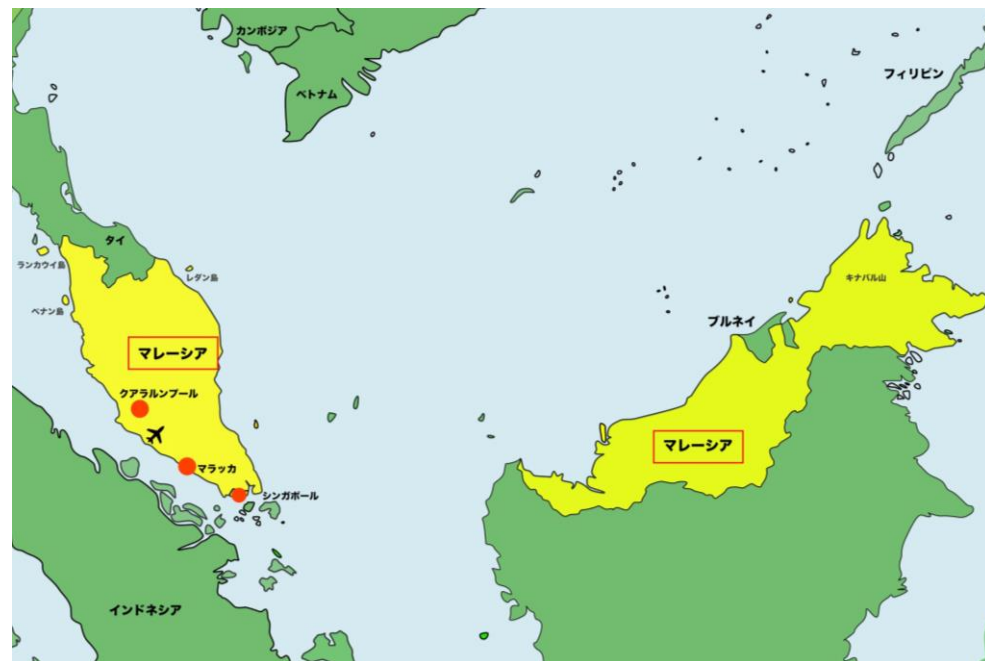 カンボジア
フィリピン
ベトナム
タイ
ランカウイ島
レダン島
キナバル山
ペナン島
ブルネイ
マレーシア
クアラルンプール
マレーシア
マラッカ
シンガポール
インドネシア